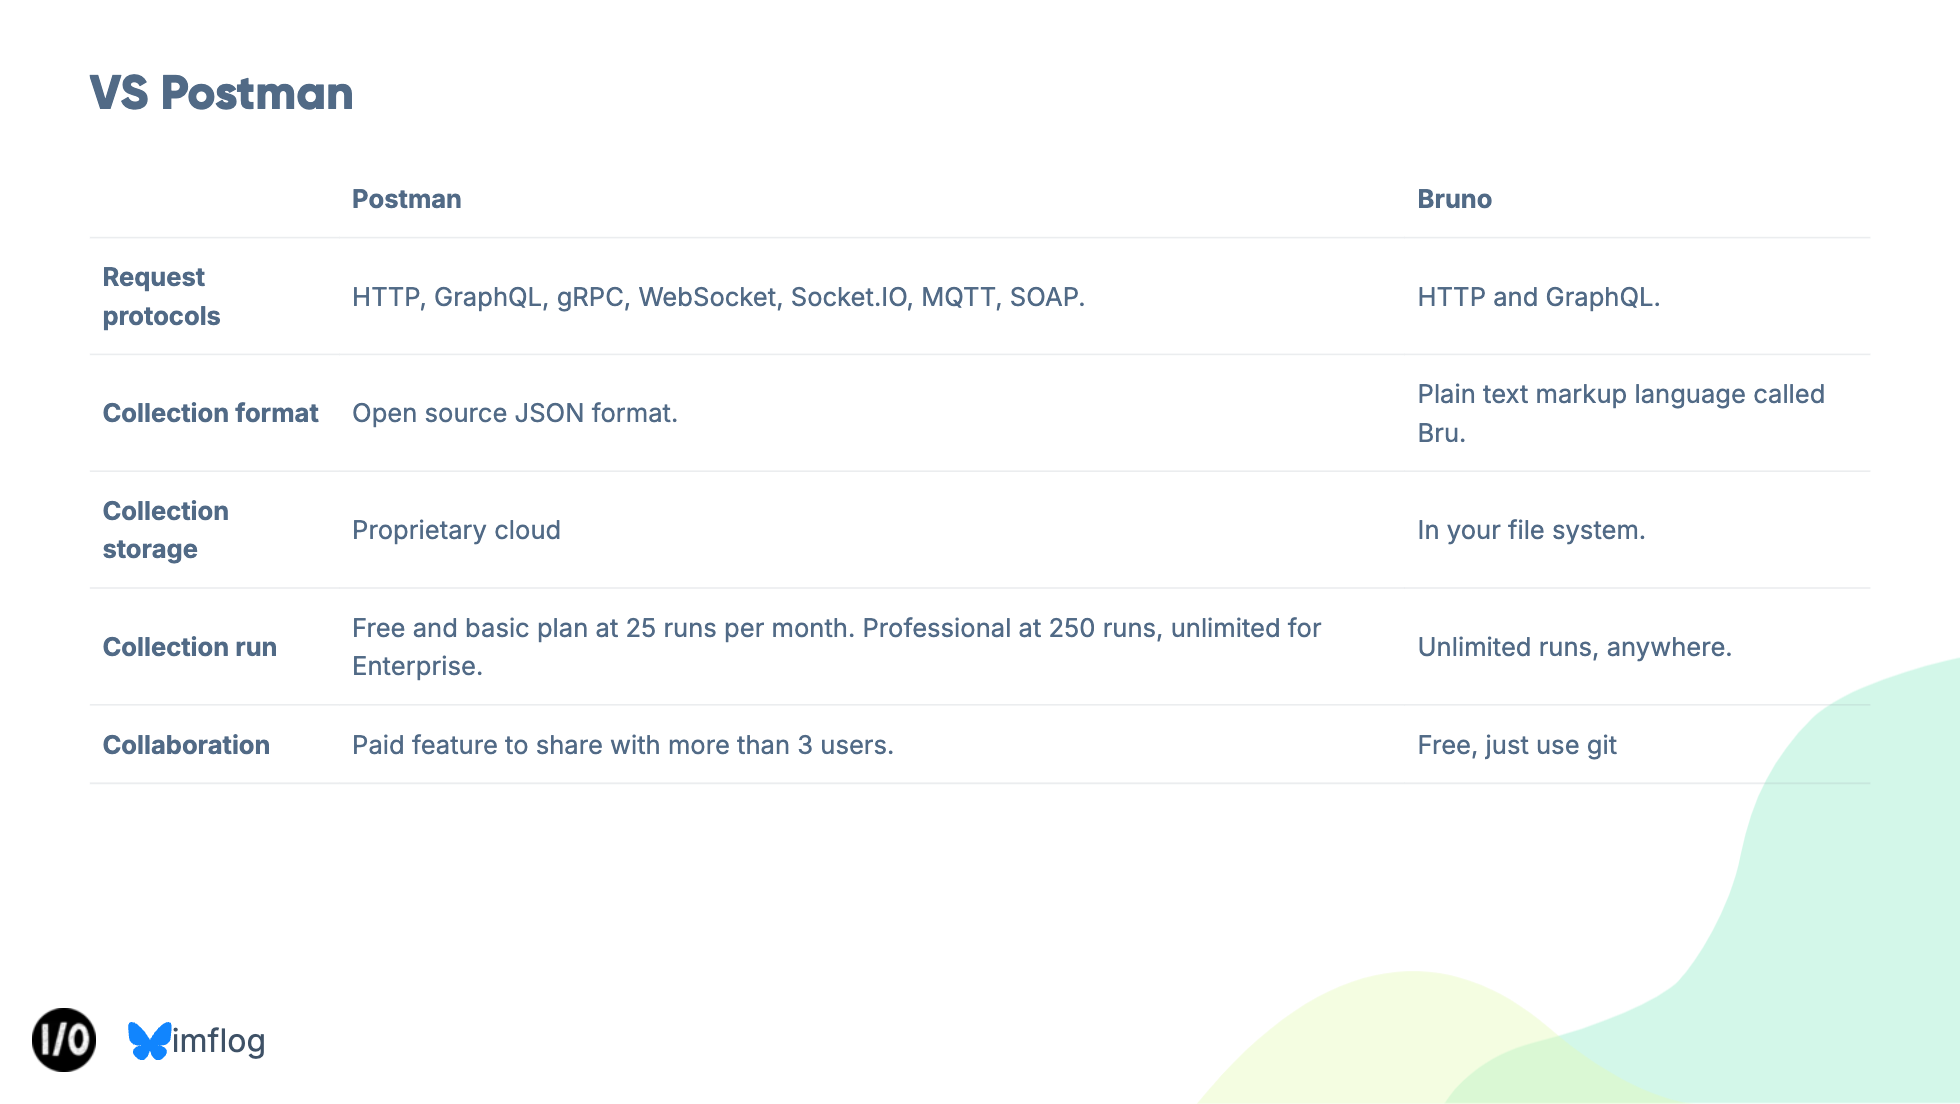 VS Postman
Postman
Bruno
Request
protocols
HTTP, GraphQL, gRPC, WebSocket, Socket.IO, MQTT, SOAP.
HTTP and GraphQL.
Collection format
Open source JSON format.
Plain text markup language called
Bru.
Collection
storage
Proprietary cloud
In your file system.
Collection run
Free and basic plan at 25 runs per month. Professional at 250 runs, unlimited for
Enterprise.
Unlimited runs, anywhere.
Collaboration
Paid feature to share with more than 3 users.
Free, just use git
I/O
imflog